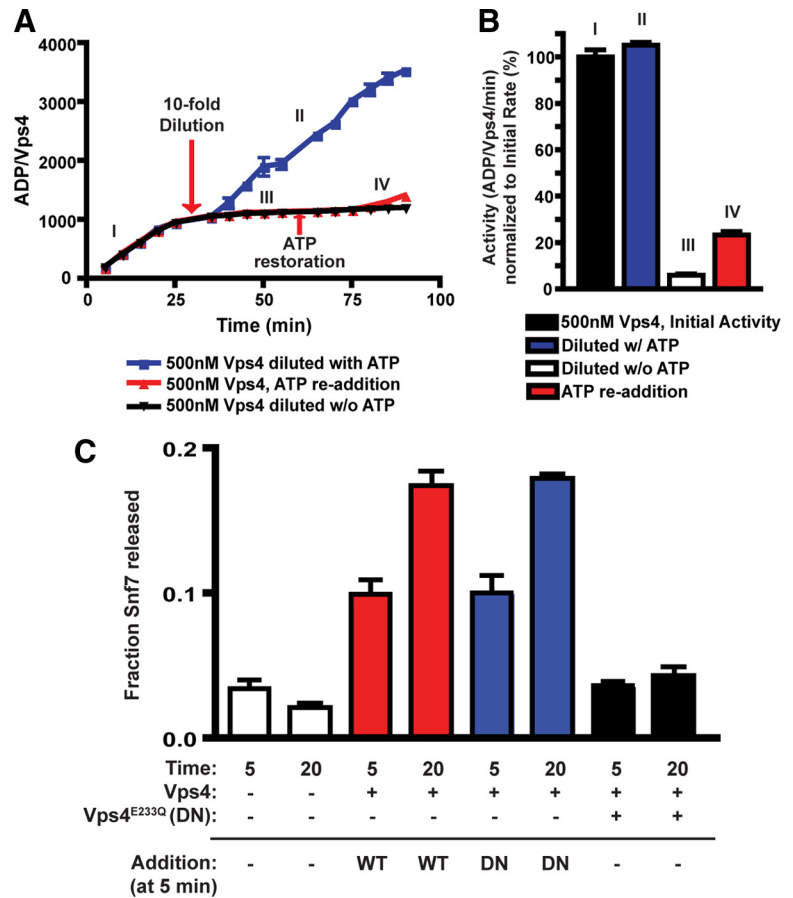 A
4000
3000
2000
1000
0
ADP/Vps4
0 25 50 75 100
Time (min)
10-fold
Dilution
I
II
III
IV
ATP
restoration
500nM Vps4 diluted with ATP
500nM Vps4, ATP re-addition
500nM Vps4 diluted w/o ATP
B
Activity (ADP/Vps4/min)
normalized to Initial Rate (%)
100
80
60
40
20
0
I
II
III
IV
500nM Vps4, Initial Activity
Diluted w/ ATP
Diluted w/o ATP
ATP re-addition
C
Fraction Snf7 released
0.2
0.1
0.0
Time: 5 20 5 20 5 20 5 20
Vps4: - - + + + + + +
Vps4E233Q (DN) : - - - - - - + +
Addition: - - WT WT DN DN - -
(at 5 min)